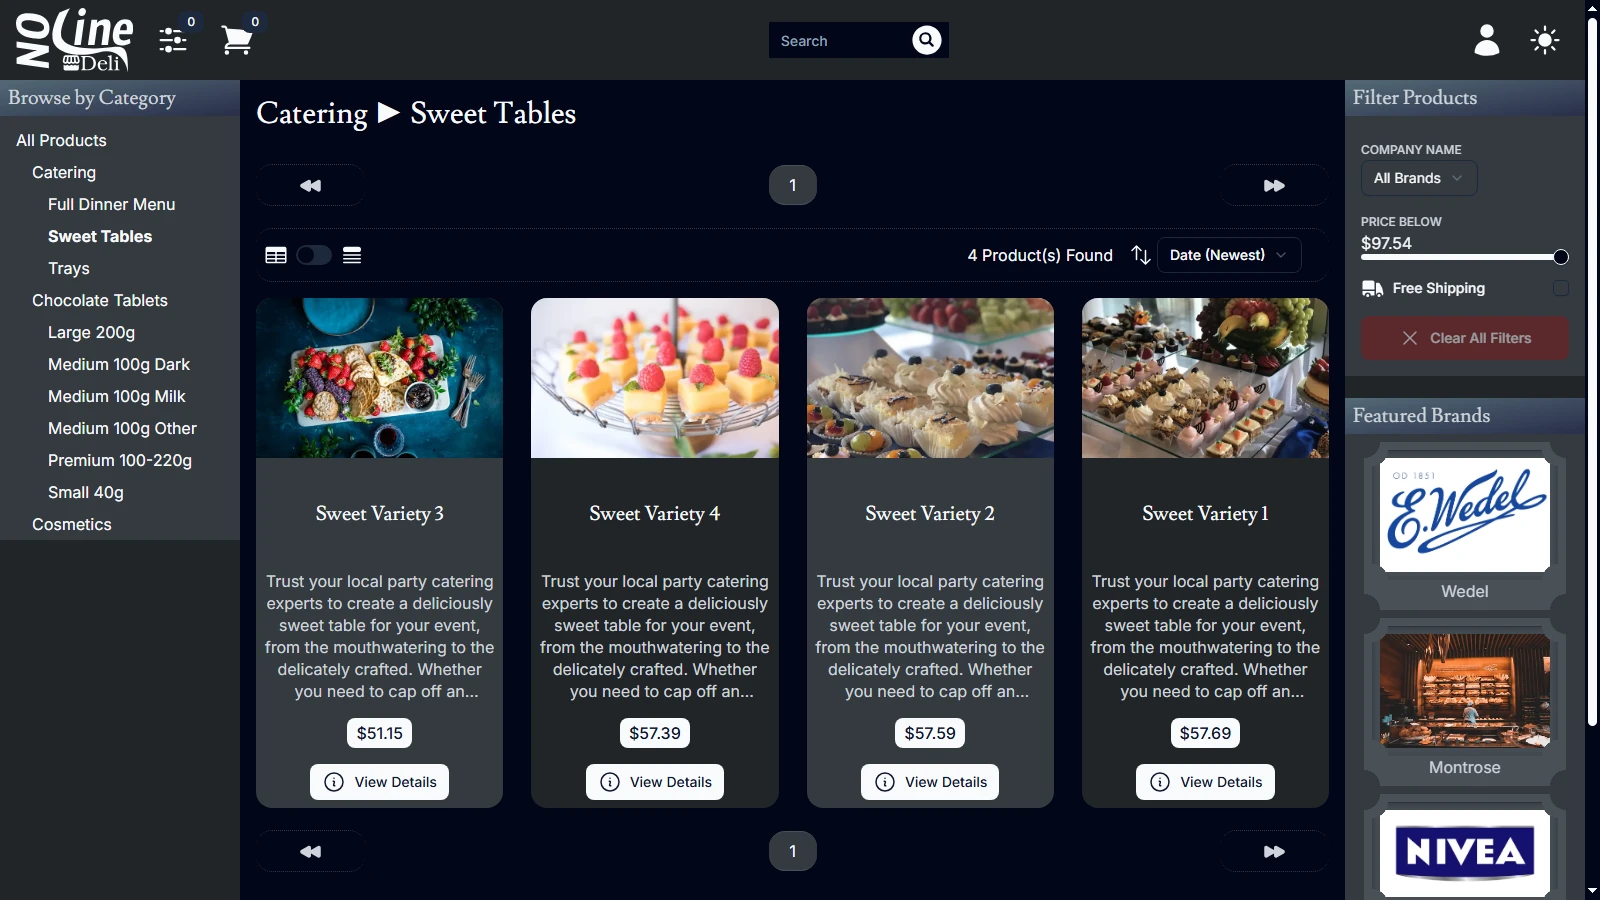 NO Line Deli
0
0
Search
Browse by Category
All Products
Catering
Full Dinner Menu
Sweet Tables
Trays
Chocolate Tablets
Large 200g
Medium 100g Dark
Medium 100g Milk
Medium 100g Other
Premium 100-220g
Small 40g
Cosmetics
Catering ► Sweet Tables
1
4 Product(s) Found
Date (Newest)
Sweet Variety 3
Trust your local party catering
experts to create a deliciously
sweet table for your event,
from the mouthwatering to the
delicately crafted. Whether
you need to cap off an...
$51.15
View Details
Sweet Variety 4
Trust your local party catering
experts to create a deliciously
sweet table for your event,
from the mouthwatering to the
delicately crafted. Whether
you need to cap off an...
$57.39
View Details
Sweet Variety 2
Trust your local party catering
experts to create a deliciously
sweet table for your event,
from the mouthwatering to the
delicately crafted. Whether
you need to cap off an...
$57.59
View Details
Sweet Variety 1
Trust your local party catering
experts to create a deliciously
sweet table for your event,
from the mouthwatering to the
delicately crafted. Whether
you need to cap off an...
$57.69
View Details
1
Filter Products
COMPANY NAME
All Brands
PRICE BELOW
$97.54
Free Shipping
Clear All Filters
Featured Brands
OD 1851
E.Wedel
Wedel
Montrose
NIVEA